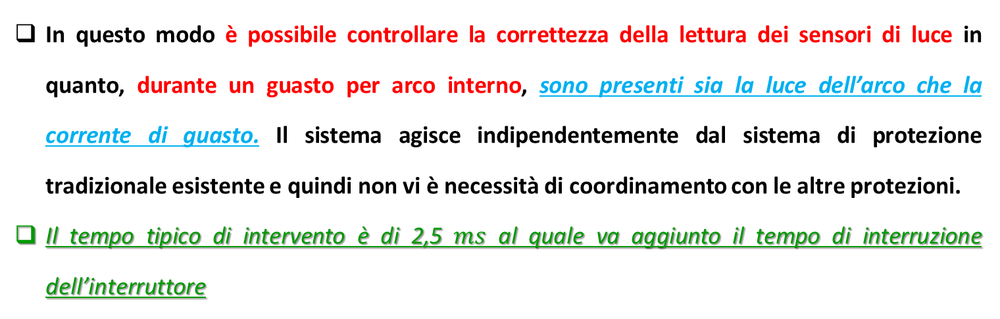 ❑ In questo modo è possibile controllare la correttezza della lettura dei sensori di luce in
quanto, durante un guasto per arco interno, sono presenti sia la luce dell’arco che la
corrente di guasto. Il sistema agisce indipendentemente dal sistema di protezione
tradizionale esistente e quindi non vi è necessità di coordinamento con le altre protezioni.
❑ Il tempo tipico di intervento è di 2,5 ms al quale va aggiunto il tempo di interruzione
dell’interruttore